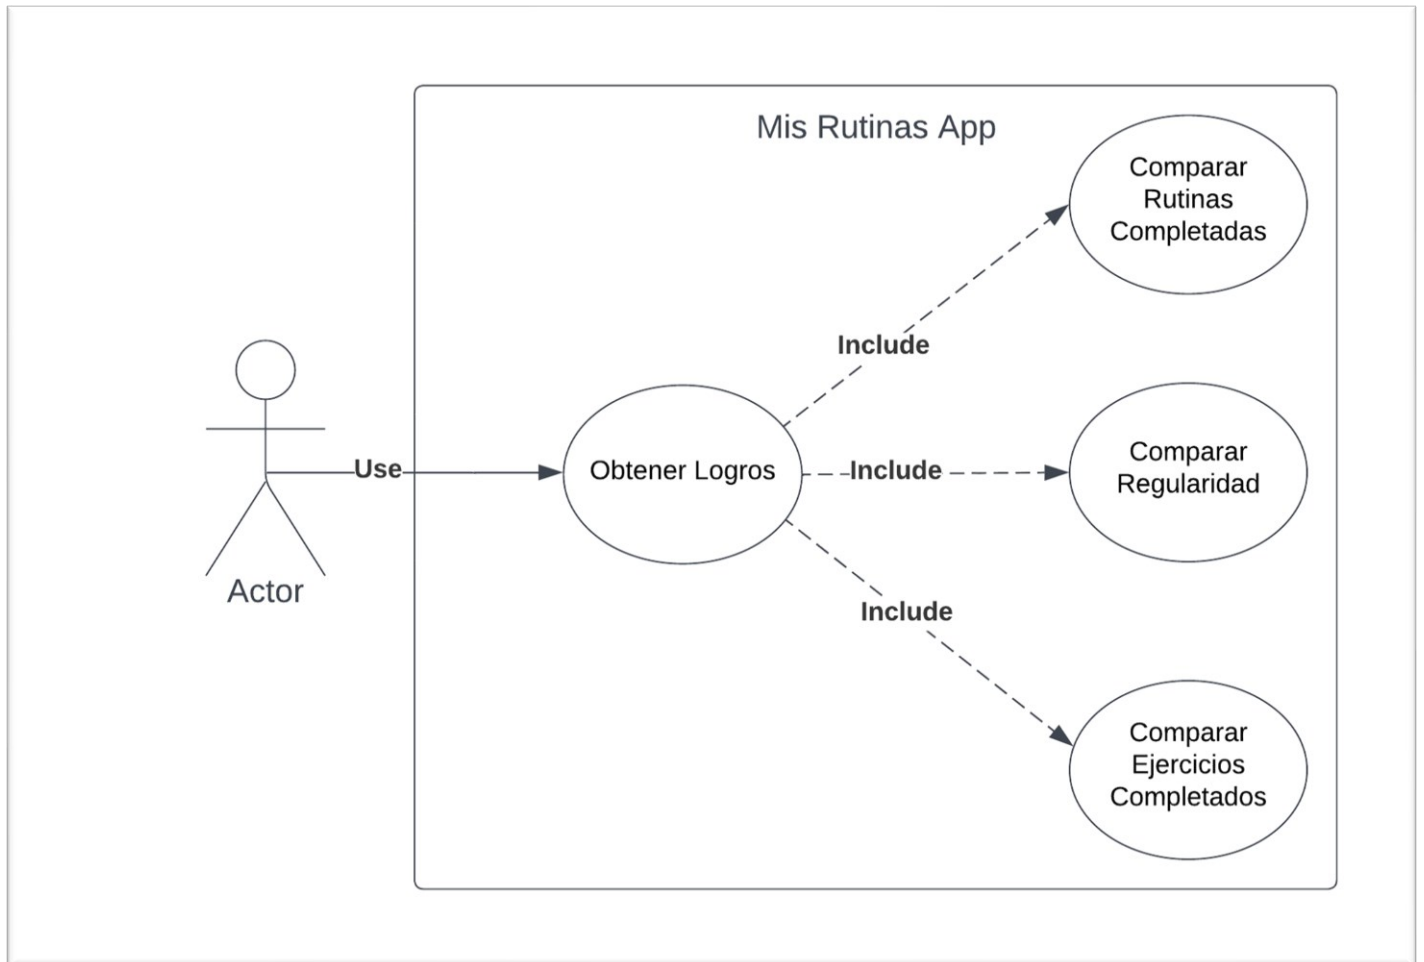 Mis Rutinas App
Comparar
Rutinas
Completadas
Include
Use
Obtener Logros
Include
Comparar
Regularidad
Actor
Include
Comparar
Ejercicios
Completados